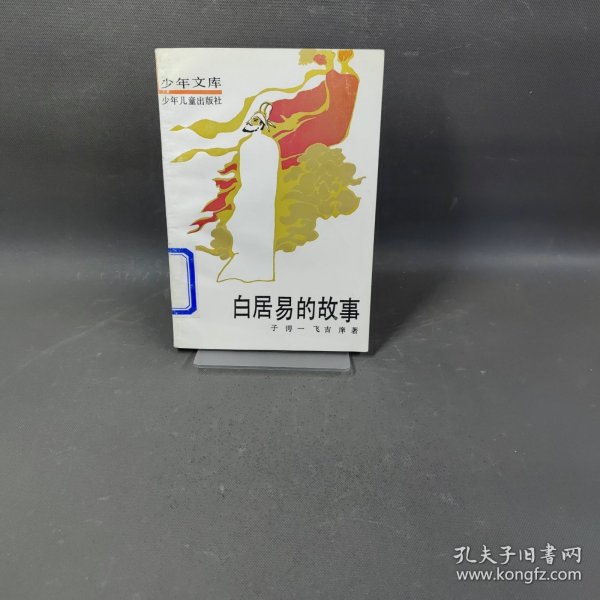 少年文库
少年儿童出版社
白居易的故事
子 得一 飞吉 庠 著
孔夫子旧书网
www.kongfz.com